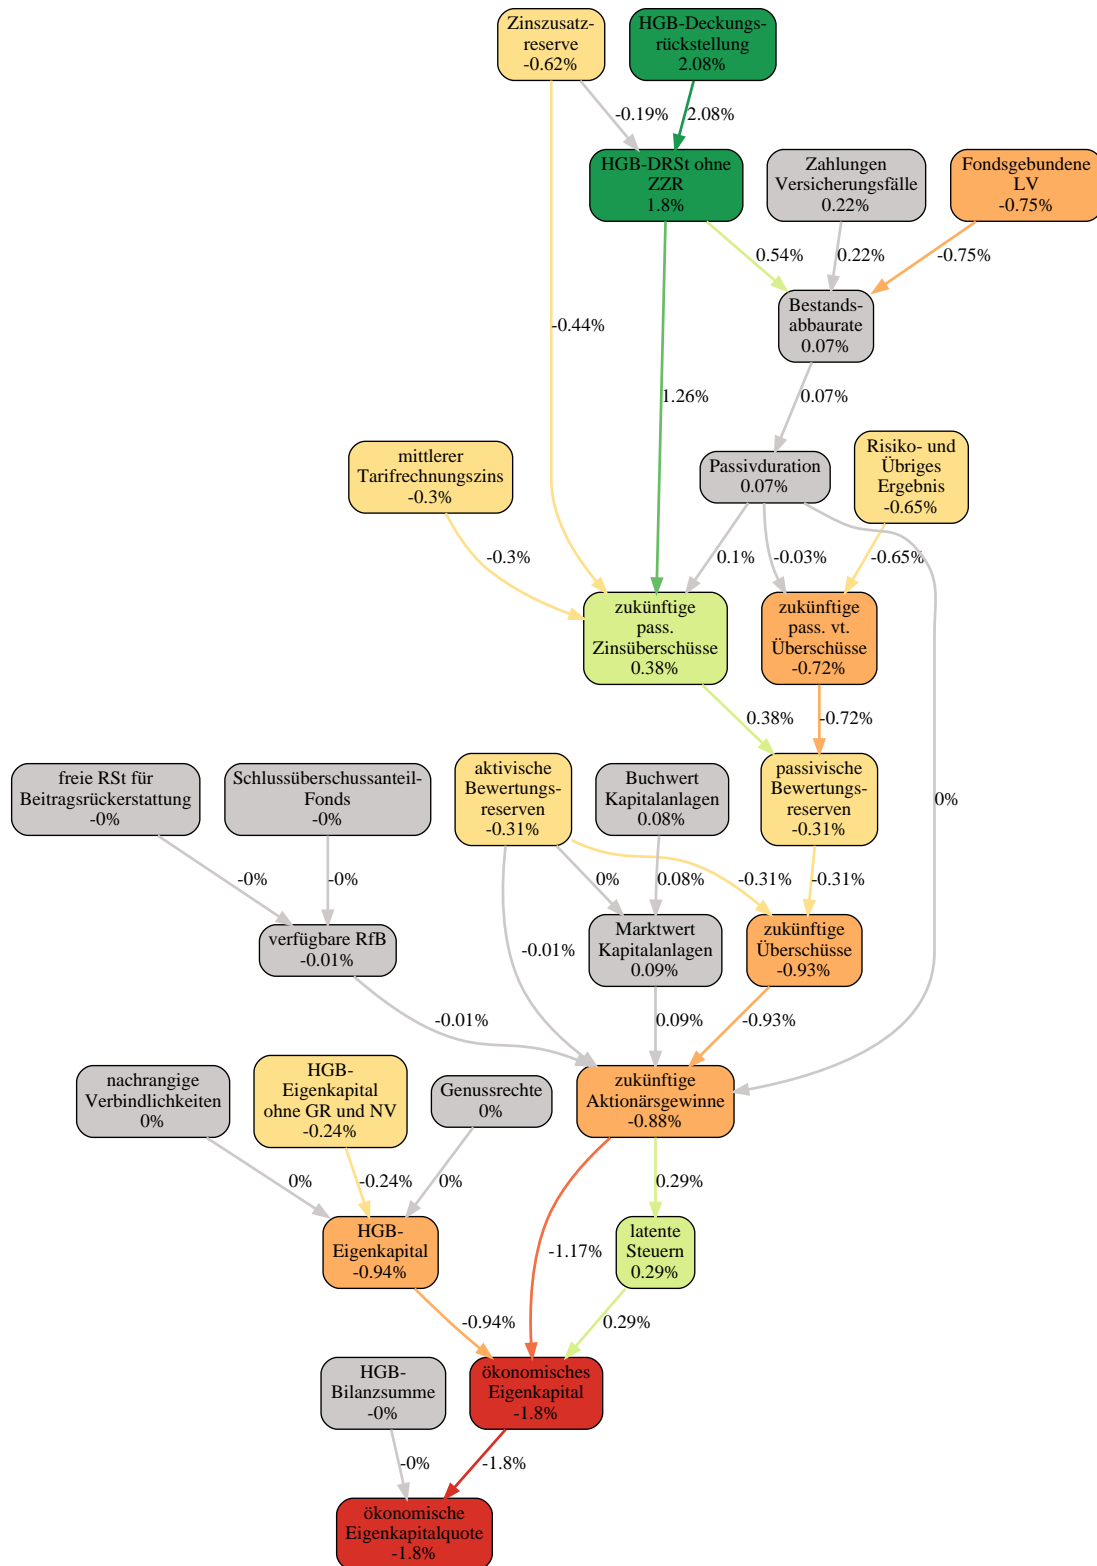 Zinszusatz-
reserve
-0.62%
HGB-Deckungs-
rückstellung
2.08%
-0.19%
2.08%
HGB-DRSt ohne
ZZR
1.8%
Zahlungen
Versicherungsfälle
0.22%
Fondsgebundene
LV
-0.75%
0.54%
0.22%
-0.75%
Bestands-
abbaurate
0.07%
-0.44%
1.26%
0.07%
mittlerer
Tarifrechnungszins
-0.3%
Passivduration
0.07%
Risiko- und
Übriges
Ergebnis
-0.65%
-0.3%
0.1%
-0.03%
-0.65%
zukünftige
pass.
Zinsüberschüsse
0.38%
zukünftige
pass. vt.
Überschüsse
-0.72%
0.38%
-0.72%
0%
freie RSt für
Beitragsrückerstattung
-0%
Schlussüberschussanteil-
Fonds
-0%
aktivische
Bewertungs-
reserven
-0.31%
Buchwert
Kapitalanlagen
0.08%
passivische
Bewertungs-
reserven
-0.31%
-0%
-0%
0%
0.08%
-0.31%
-0.31%
verfügbare RfB
-0.01%
-0.01%
Marktwert
Kapitalanlagen
0.09%
zukünftige
Überschüsse
-0.93%
-0.01%
0.09%
-0.93%
nachrangige
Verbindlichkeiten
0%
HGB-
Eigenkapital
ohne GR und NV
-0.24%
Genussrechte
0%
zukünftige
Aktionärsgewinne
-0.88%
0%
-0.24%
0%
0.29%
HGB-
Eigenkapital
-0.94%
-1.17%
latente
Steuern
0.29%
-0.94%
0.29%
HGB-
Bilanzsumme
-0%
ökonomisches
Eigenkapital
-1.8%
-0%
-1.8%
ökonomische
Eigenkapitalquote
-1.8%